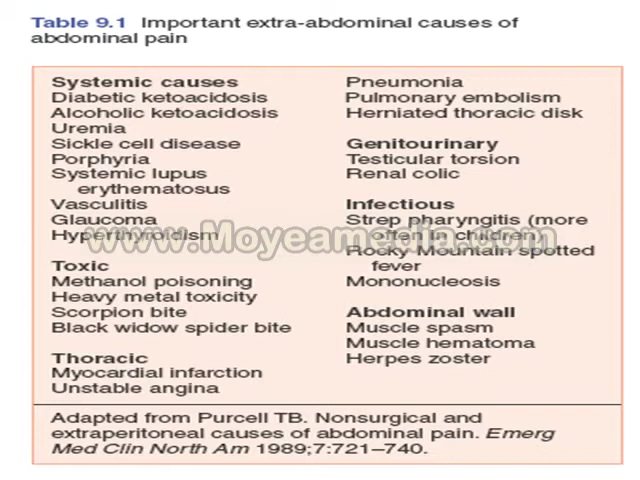 Table 9.1 Important extra-abdominal causes of
abdominal pain
Systemic causes
Diabetic ketoacidosis
Alcoholic ketoacidosis
Uremia
Sickle cell disease
Porphyria
Systemic lupus
erythematosus
Vasculitis
Glaucoma
Hyperthyroidism
Toxic
Methanol poisoning
Heavy metal toxicity
Scorpion bite
Black widow spider bite
Thoracic
Myocardial infarction
Unstable angina
Pneumonia
Pulmonary embolism
Herniated thoracic disk
Genitourinary
Testicular torsion
Renal colic
Infectious
Strep pharyngitis (more
often in children)
Rocky Mountain spotted
fever
Mononucleosis
Abdominal wall
Muscle spasm
Muscle hematoma
Herpes zoster
www.Moyeamedia.com
Adapted from Purcell TB. Nonsurgical and
extraperitoneal causes of abdominal pain. Emerg
Med Clin North Am 1989;7:721–740.